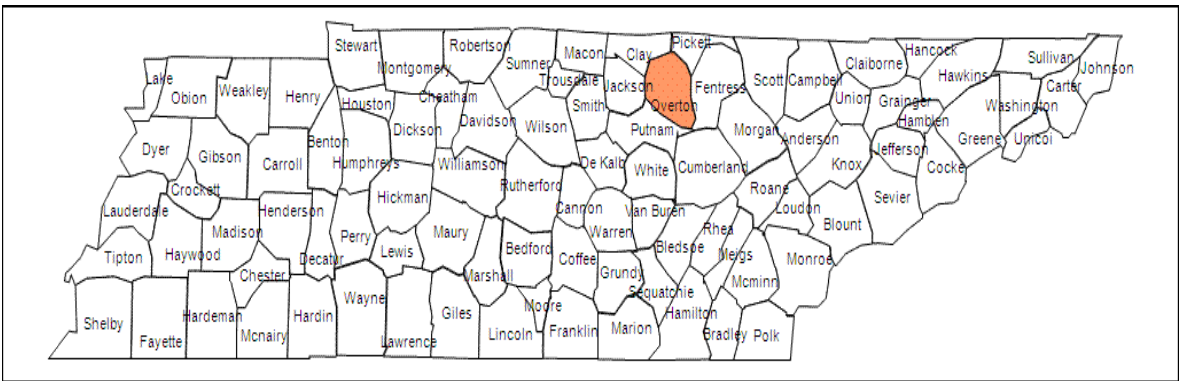 Stewart
Robertson
Macon
Clay
Pickett
Hancock
Sullivan
Johnson
Montgomery
Sumner
Trousdale
Jackson
Fentress
Scott
Campbel
Claiborne
Hawkins
Carter
Lake
Obion
Weakley
Henry
Houston
Cheatham
Smith
Overton
Union
Grainger
Washington
Hamblen
Dickson
Davidson
Wilson
Putnam
Morgan
Anderson
Greene
Unicoi
Dyer
Gibson
Carroll
Benton
Humphreys
Williamson
De Kalb
White
Cumberland
Knox
Jefferson
Cocke
Crockett
Rutherford
Roane
Sevier
Lauderdale
Henderson
Hickman
Cannon
Van Buren
Loudon
Madison
Perry
Maury
Warren
Rhea
Blount
Tipton
Haywood
Decatur
Lewis
Bedford
Coffee
Bledsoe
Meigs
Monroe
Chester
Marshall
Grundy
Mcminn
Wayne
Sequatchie
Shelby
Fayette
Hardeman
Mcnairy
Hardin
Lawrence
Giles
Lincoln
Moore
Franklin
Marion
Hamilton
Bradley
Polk